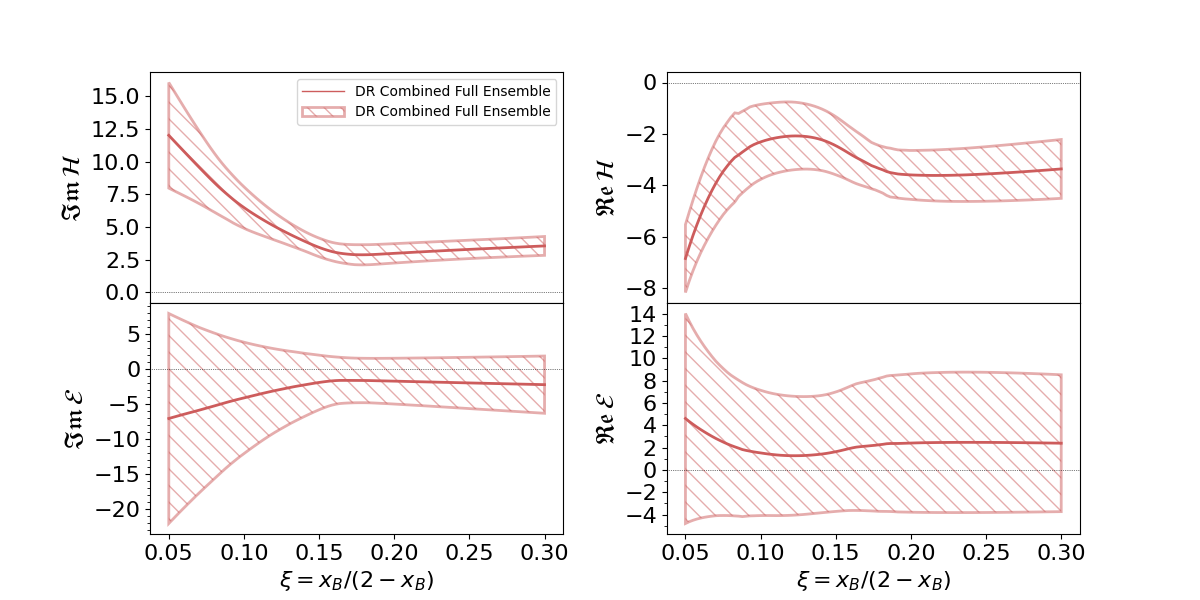 15.0
12.5
10.0
7.5
5.0
2.5
0.0
ℑ𝔪 ℋ
DR Combined Full Ensemble
DR Combined Full Ensemble
0
−2
−4
−6
−8
ℜ𝔢 ℋ
5
0
−5
−10
−15
−20
ℑ𝔪 ℰ
0.05 0.10 0.15 0.20 0.25 0.30
ξ = x_B/(2 − x_B)
14
12
10
8
6
4
2
0
−2
−4
ℜ𝔢 ℰ
0.05 0.10 0.15 0.20 0.25 0.30
ξ = x_B/(2 − x_B)